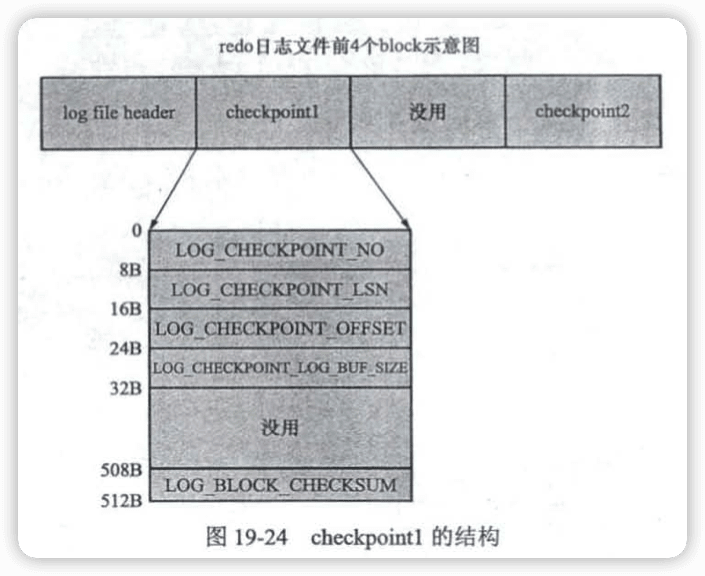 redo日志文件前4个block示意图
log file header checkpoint1 没用 checkpoint2
0
LOG_CHECKPOINT_NO
8B
LOG_CHECKPOINT_LSN
16B
LOG_CHECKPOINT_OFFSET
24B
LOG_CHECKPOINT_LOG_BUF_SIZE
32B
没用
508B
LOG_BLOCK_CHECKSUM
512B
图 19-24 checkpoint1 的结构